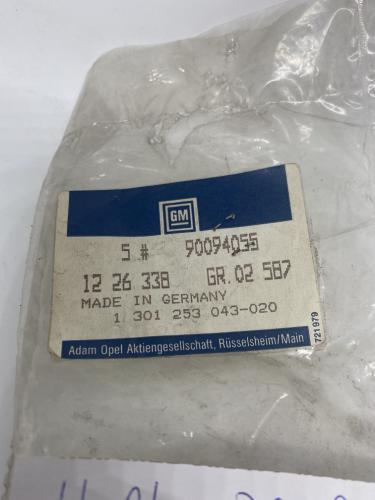 GM
5 # 90094055
12 26 338 GR.02 587
MADE IN GERMANY
1 301 253 043-020
Adam Opel Aktiengesellschaft, Rüsselsheim/Main
721979